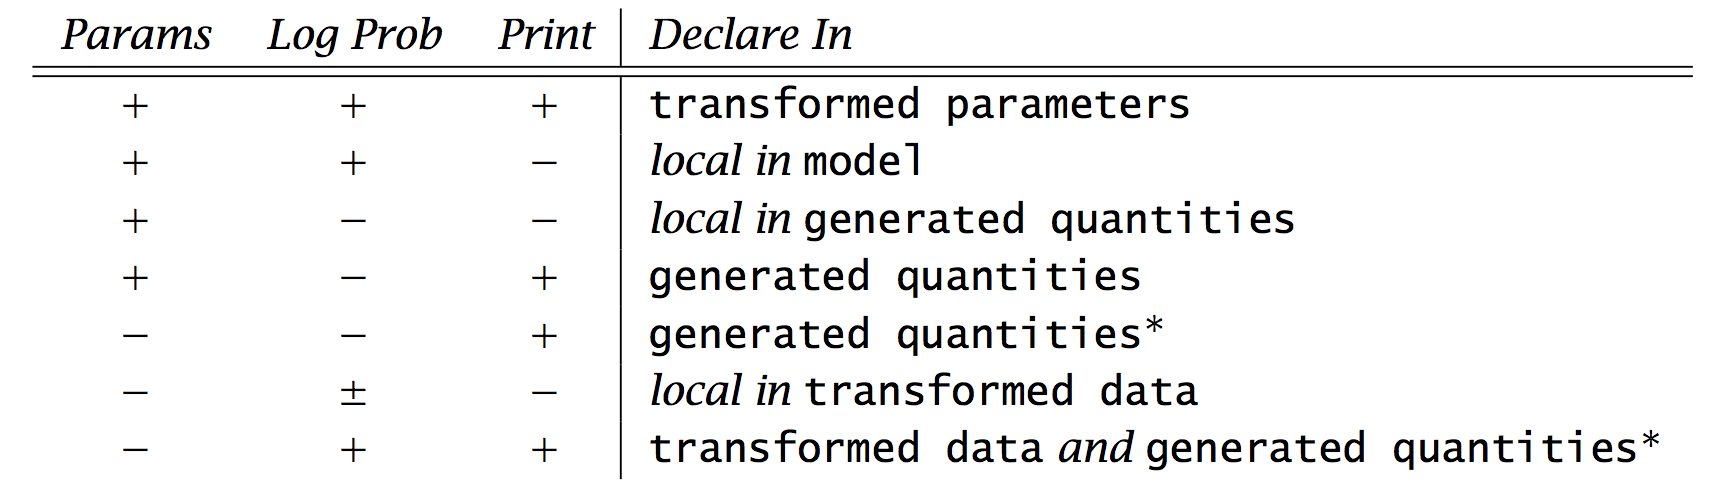 Params Log Prob Print Declare In
+ + + transformed parameters
+ + − local in model
+ − − local in generated quantities
+ − + generated quantities
− − + generated quantities*
− ± − local in transformed data
− + + transformed data and generated quantities*